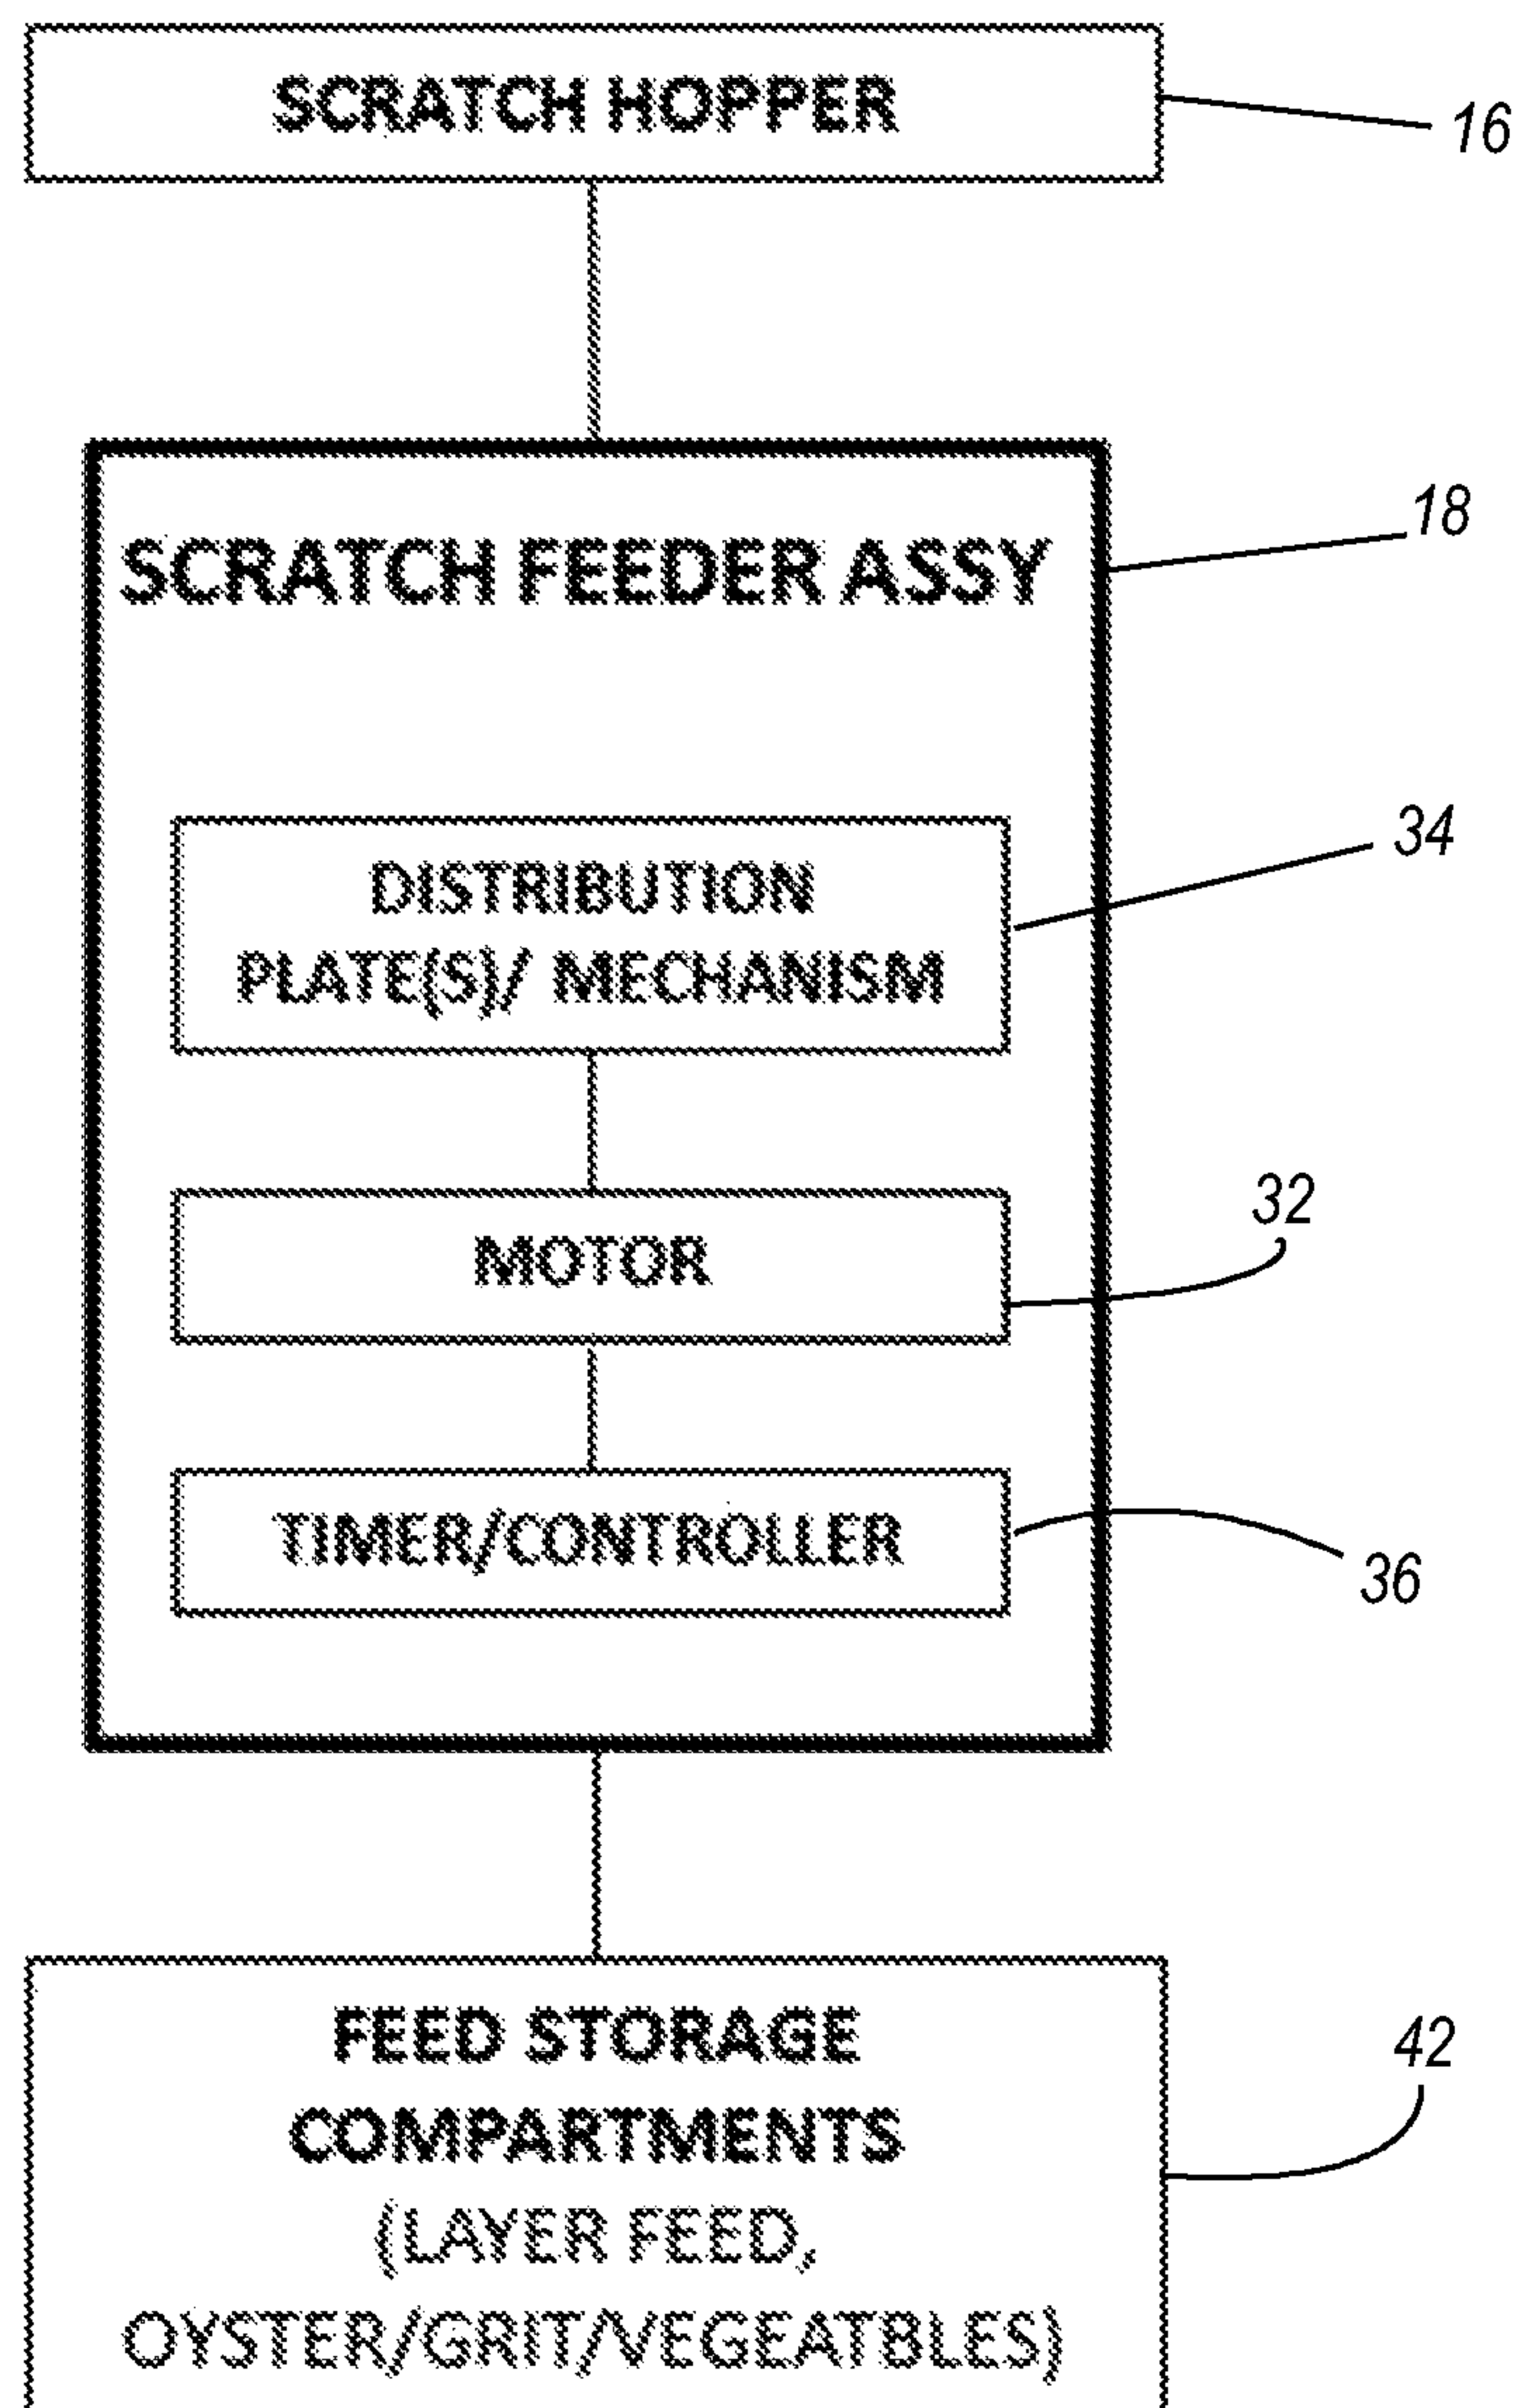 SCRATCH HOPPER
16
18
SCRATCH FEEDER ASSY
34
DISTRIBUTION
PLATE(S)/ MECHANISM
32
MOTOR
TIMER/CONTROLLER
36
FEED STORAGE
42
COMPARTMENTS
(LAYER FEED,
OYSTER/GRIT/VEGEATBLES)